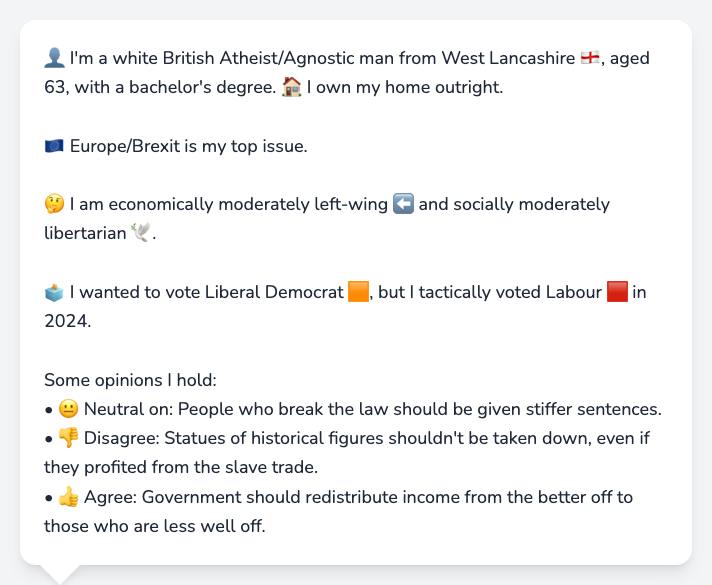 👤 I'm a white British Atheist/Agnostic man from West Lancashire 🏴󠁧󠁢󠁥󠁮󠁧󠁿, aged
63, with a bachelor's degree. 🏠 I own my home outright.
🇪🇺 Europe/Brexit is my top issue.
🤔 I am economically moderately left-wing ⬅️ and socially moderately
libertarian 🕊️.
🗳️ I wanted to vote Liberal Democrat 🟧, but I tactically voted Labour 🟥 in
2024.
Some opinions I hold:
• 😐 Neutral on: People who break the law should be given stiffer sentences.
• 👎 Disagree: Statues of historical figures shouldn't be taken down, even if
they profited from the slave trade.
• 👍 Agree: Government should redistribute income from the better off to
those who are less well off.